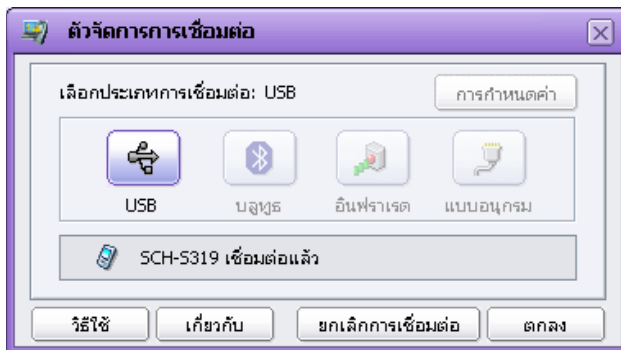 ตัวจัดการการเชื่อมต่อ
เลือกประเภทการเชื่อมต่อ: USB การกำหนดค่า
USB บลูทูธ อินฟราเรด แบบอนุกรม
SCH-S319 เชื่อมต่อแล้ว
วิธีใช้ เกี่ยวกับ ยกเลิกการเชื่อมต่อ ตกลง